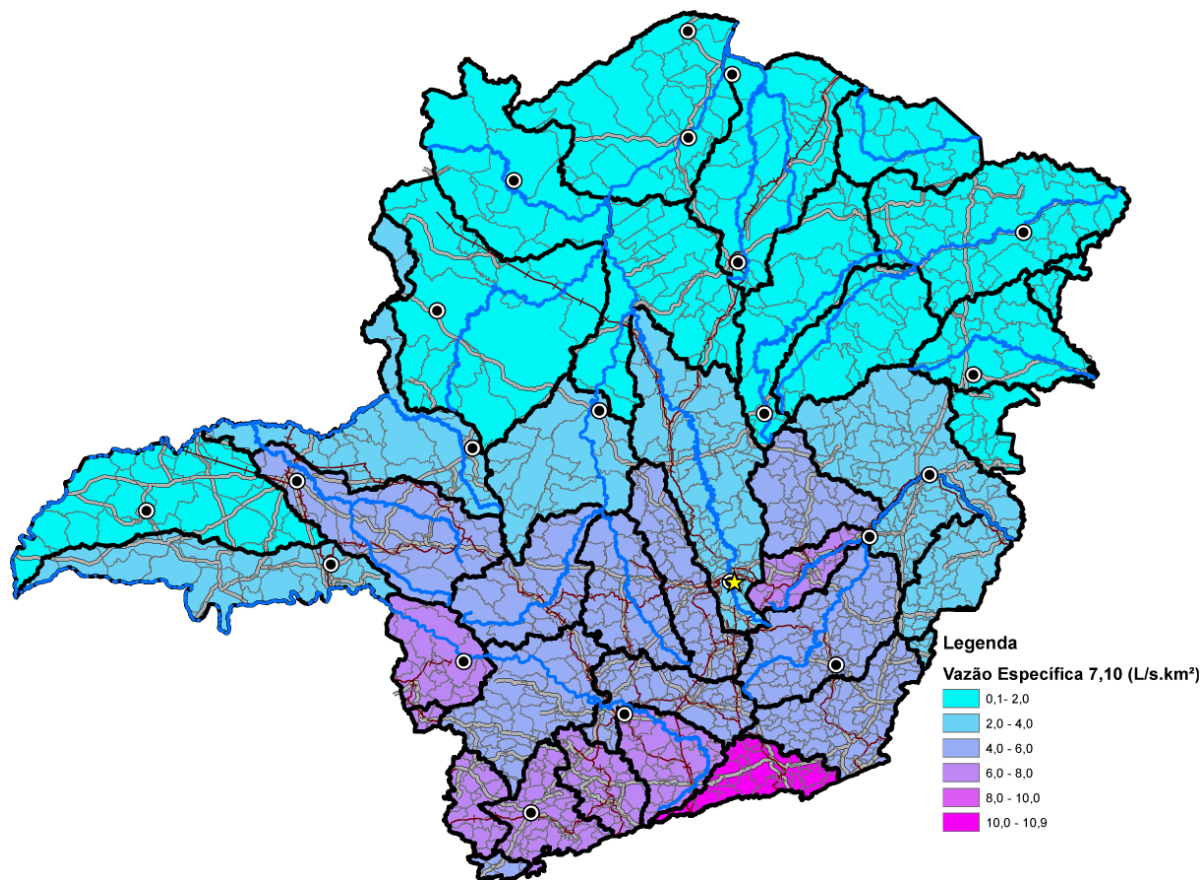 Legenda
Vazão Específica 7,10 (L/s.km²)
0,1- 2,0
2,0 - 4,0
4,0 - 6,0
6,0 - 8,0
8,0 - 10,0
10,0 - 10,9